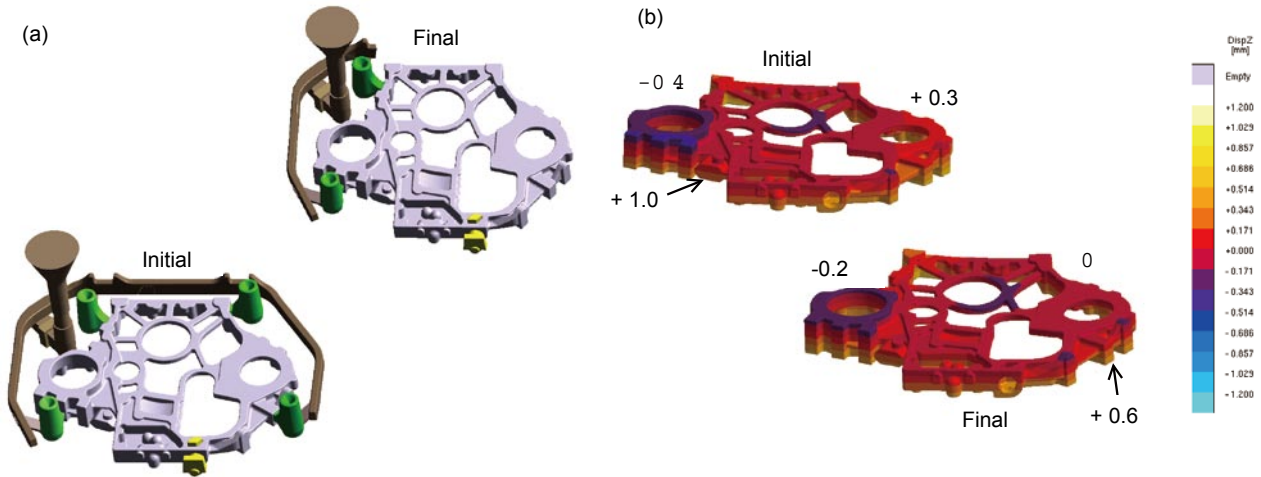 (a)
Final
Initial
(b)
Initial
−0 4
+ 0.3
+ 1.0
-0.2
0
Final
+ 0.6
DispZ
[mm]
Empty
+1.200
+1.029
+0.857
+0.686
+0.514
+0.343
+0.171
+0.000
- 0.171
- 0.343
- 0.514
- 0.686
- 0.857
- 1.029
- 1.200